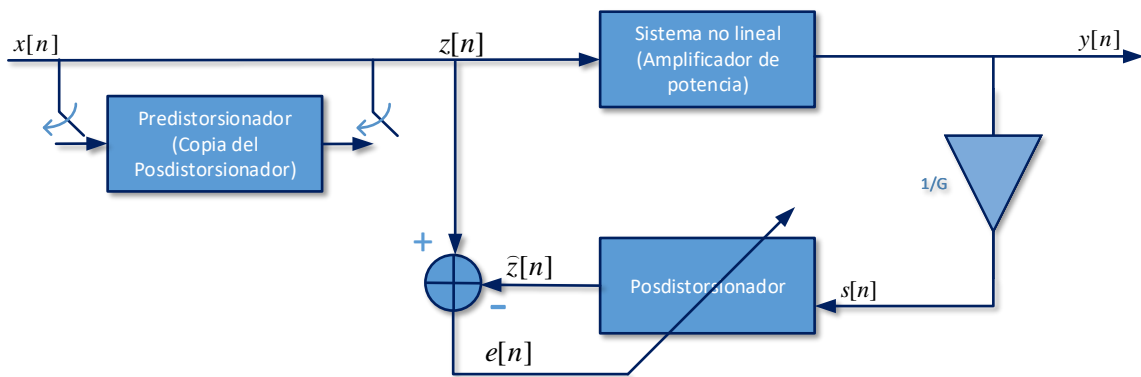 x[n]
z[n]
Sistema no lineal
(Amplificador de
potencia)
y[n]
Predistorsionador
(Copia del
Posdistorsionador)
1/G
+
ẑ[n]
−
Posdistorsionador
s[n]
e[n]